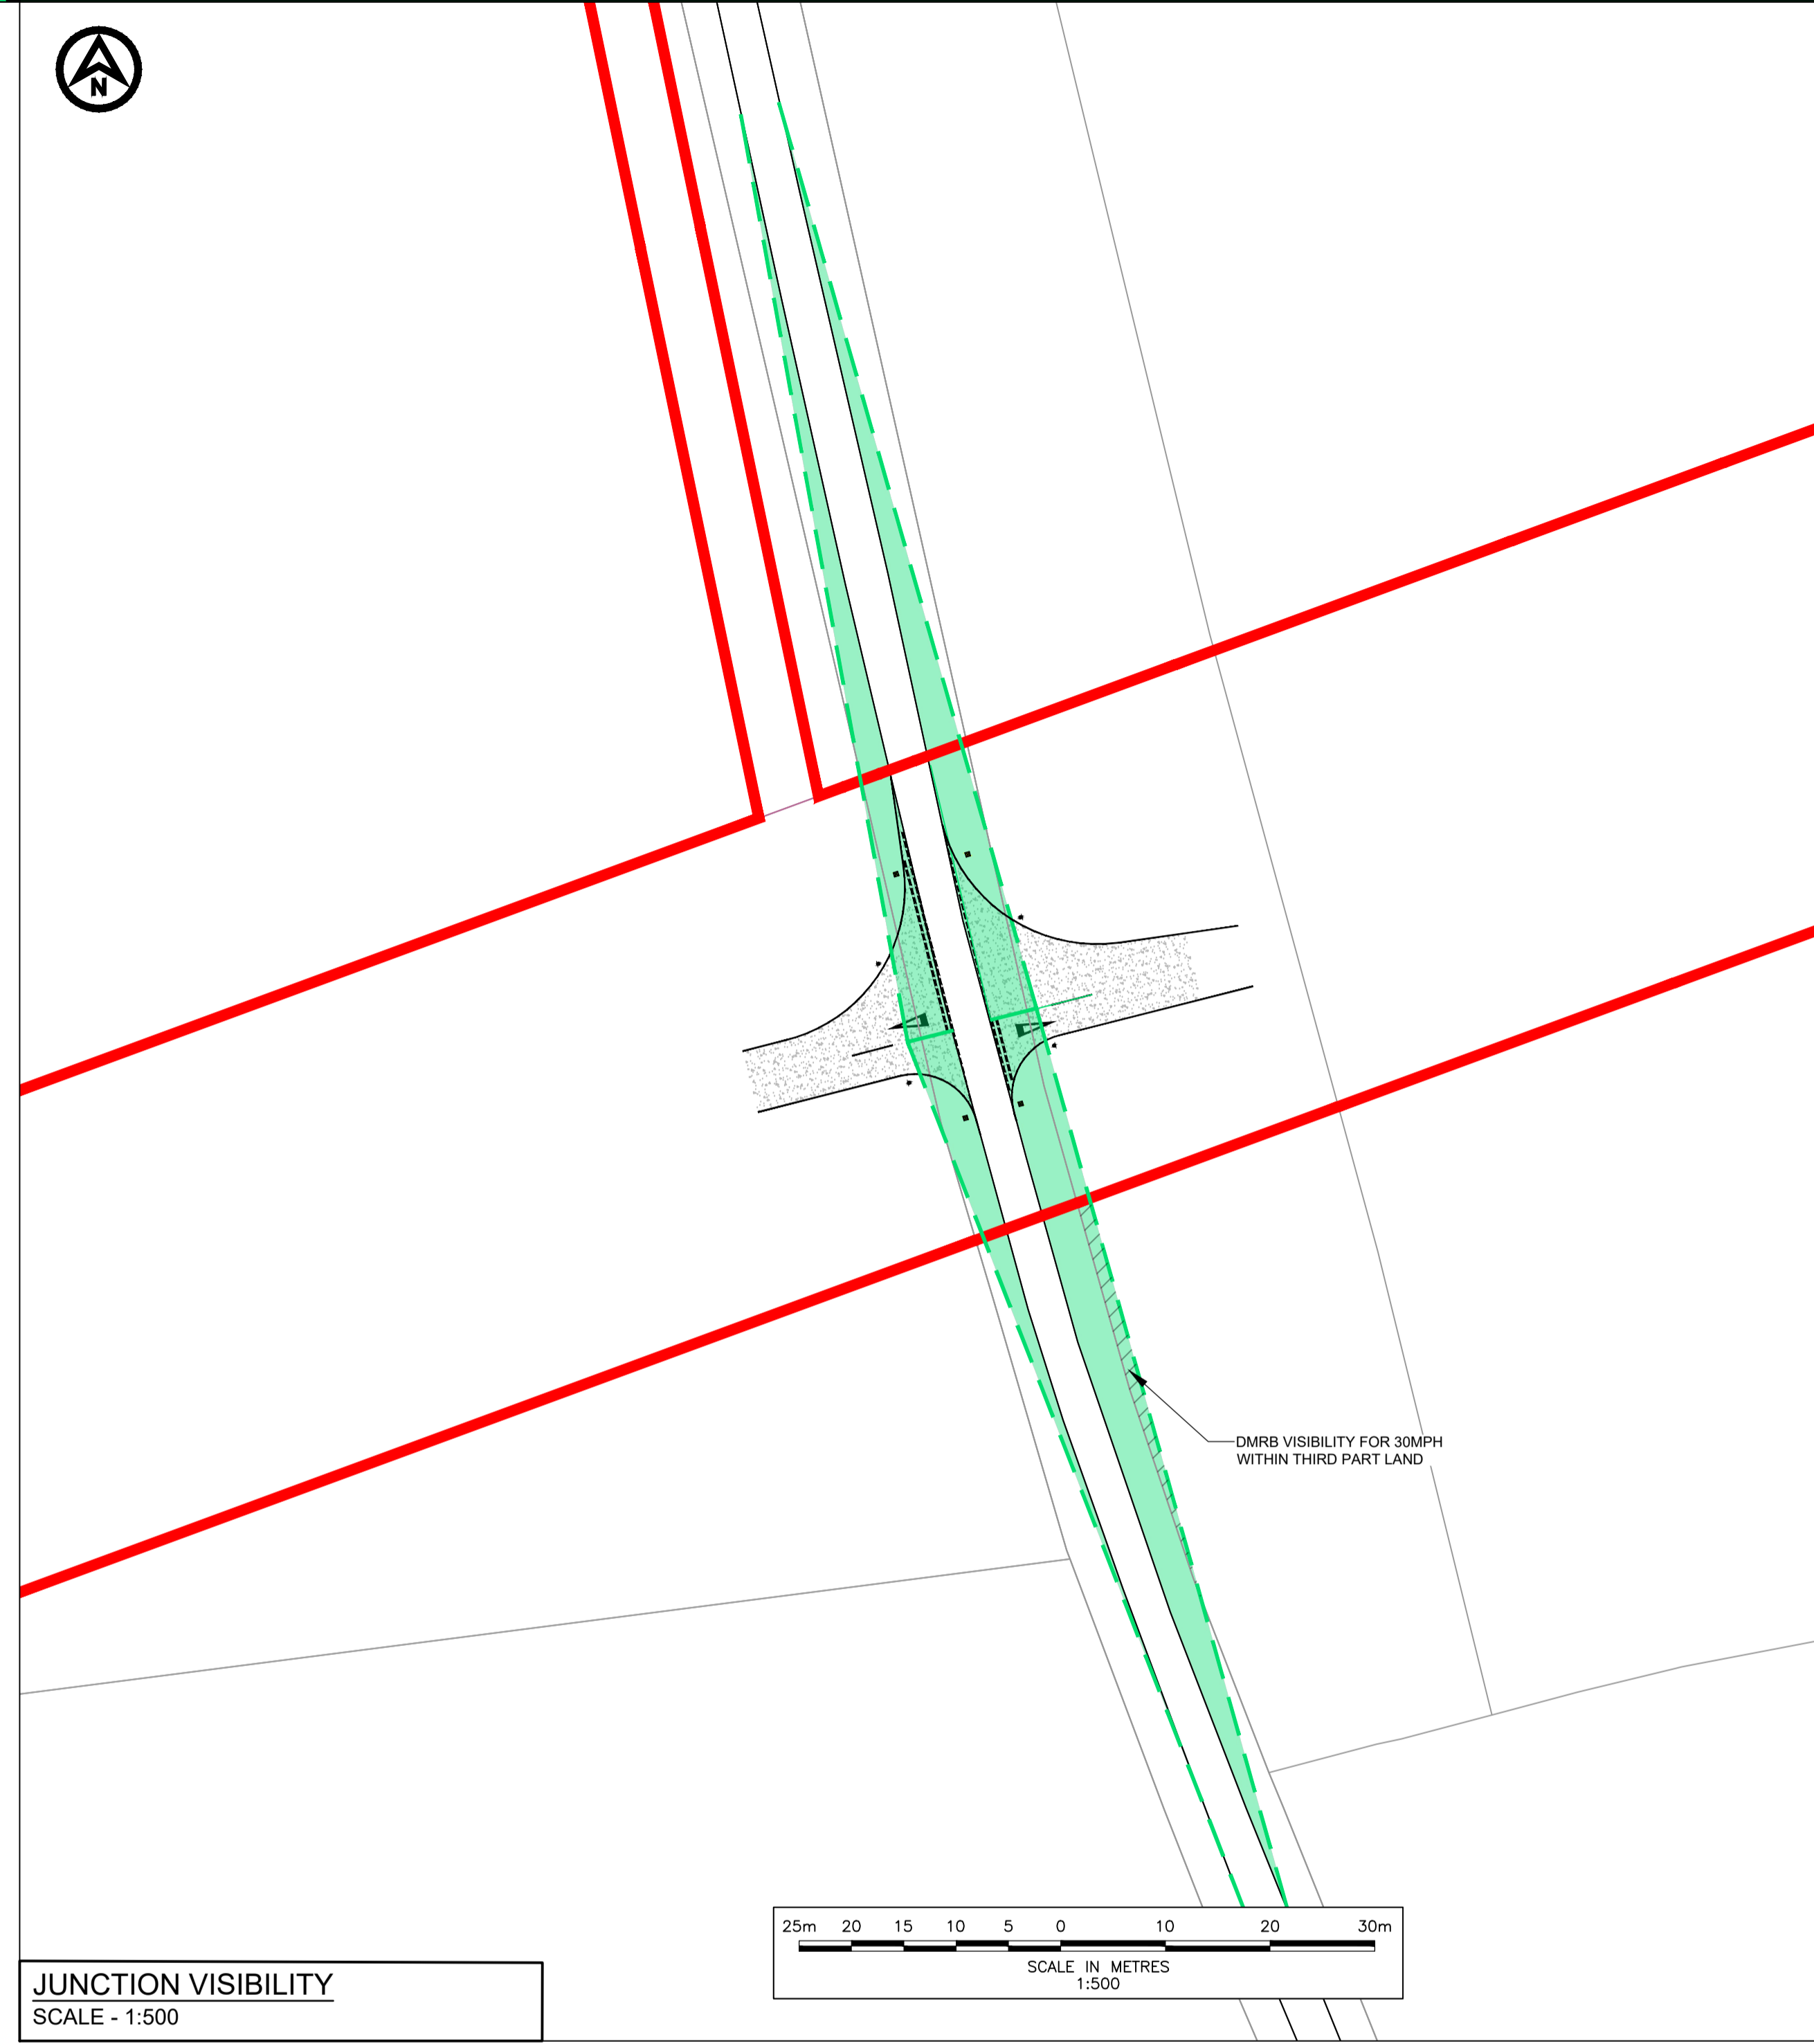 N
DMRB VISIBILITY FOR 30MPH
WITHIN THIRD PART LAND
25m 20 15 10 5 0 10 20 30m
SCALE IN METRES
1:500
JUNCTION VISIBILITY
SCALE - 1:500